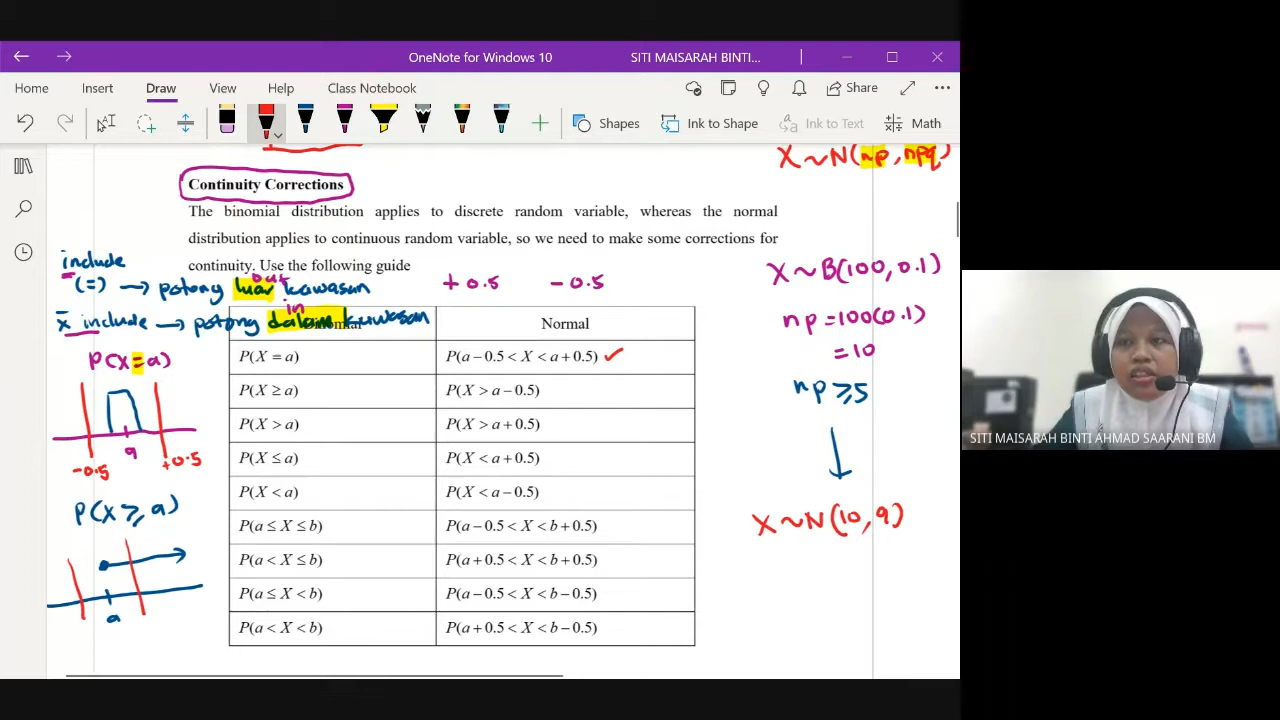 OneNote for Windows 10
SITI MAISARAH BINTI...
Home Insert Draw View Help Class Notebook
Share
Shapes
Ink to Shape
Ink to Text
Math
X ~ N(np, npq)
Continuity Corrections
The binomial distribution applies to discrete random variable, whereas the normal
distribution applies to continuous random variable, so we need to make some corrections for
continuity. Use the following guide
include
(=) → potong luar kawasan
out
+0.5 -0.5
x include → potong dalam kawasan
in
Binomial Normal
P(X = a) P(a − 0.5 < X < a + 0.5) ✓
P(X ≥ a) P(X > a − 0.5)
P(X > a) P(X > a + 0.5)
P(X ≤ a) P(X < a + 0.5)
P(X < a) P(X < a − 0.5)
P(a ≤ X ≤ b) P(a − 0.5 < X < b + 0.5)
P(a < X ≤ b) P(a + 0.5 < X < b + 0.5)
P(a ≤ X < b) P(a − 0.5 < X < b − 0.5)
P(a < X < b) P(a + 0.5 < X < b − 0.5)
P(X = a)
a
-0.5 +0.5
P(X ≥ a)
a
X ~ B(100, 0.1)
np = 100(0.1)
= 10
np ≥ 5
X ~ N(10, 9)
SITI MAISARAH BINTI AHMAD SAARANI BM